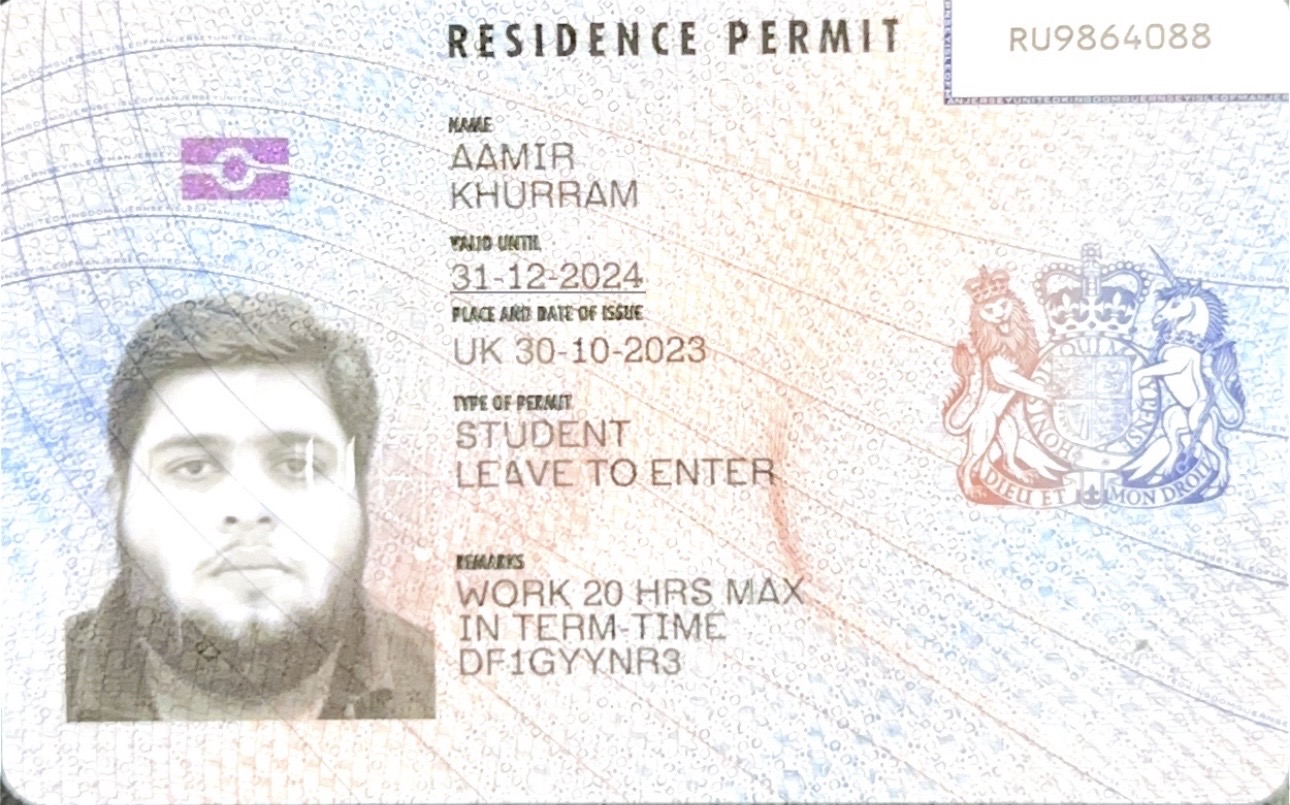 RESIDENCE PERMIT
RU9864088
NAME
AAMIR
KHURRAM
VALID UNTIL
31-12-2024
PLACE AND DATE OF ISSUE
UK 30-10-2023
TYPE OF PERMIT
STUDENT
LEAVE TO ENTER
REMARKS
WORK 20 HRS MAX
IN TERM-TIME
DF1GYYNR3
DIEU ET MON DROIT